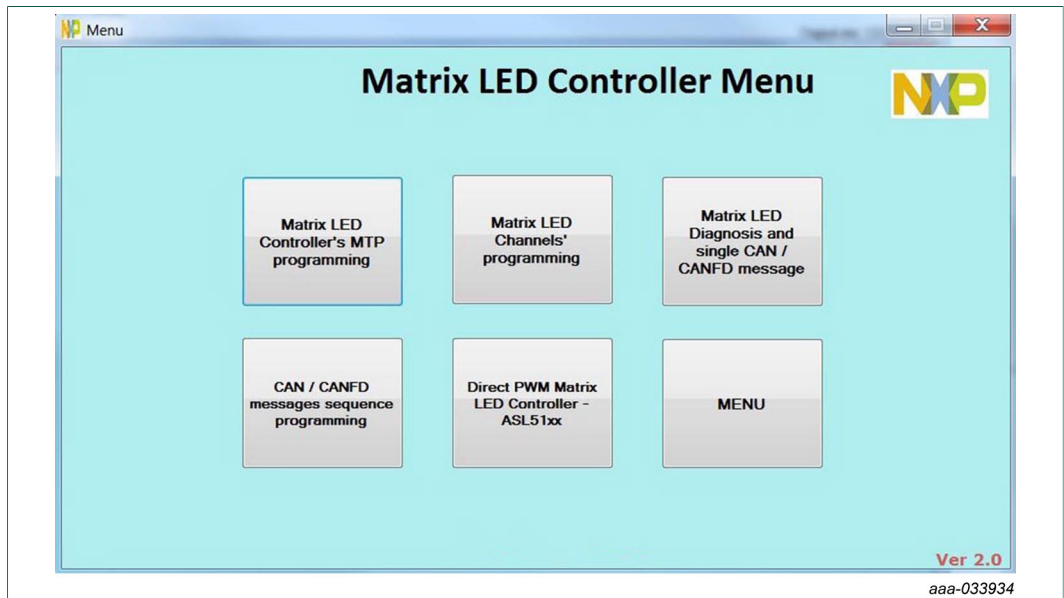 Menu
Matrix LED Controller Menu
NXP
Matrix LED
Controller's MTP
programming
Matrix LED
Channels'
programming
Matrix LED
Diagnosis and
single CAN /
CANFD message
CAN / CANFD
messages sequence
programming
Direct PWM Matrix
LED Controller -
ASL51xx
MENU
Ver 2.0
aaa-033934